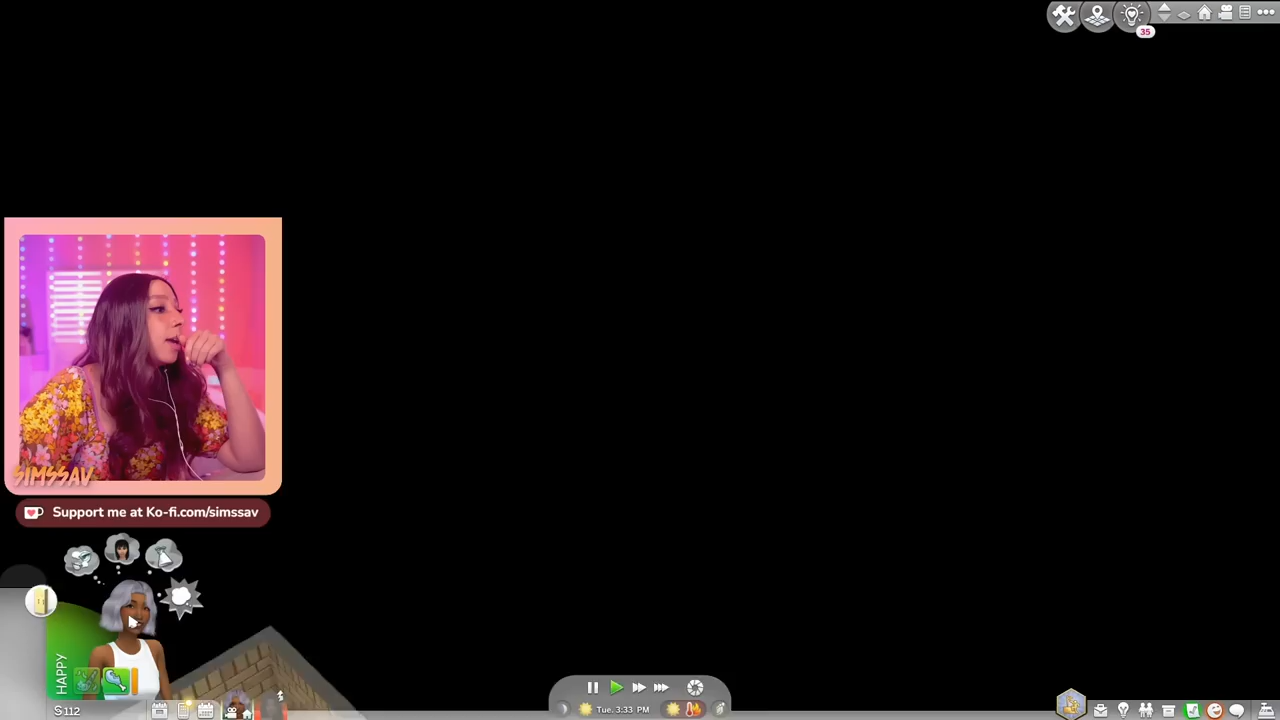 35
SIMSSAV
Support me at Ko-fi.com/simssav
HAPPY
§112
Tue. 3:33 PM